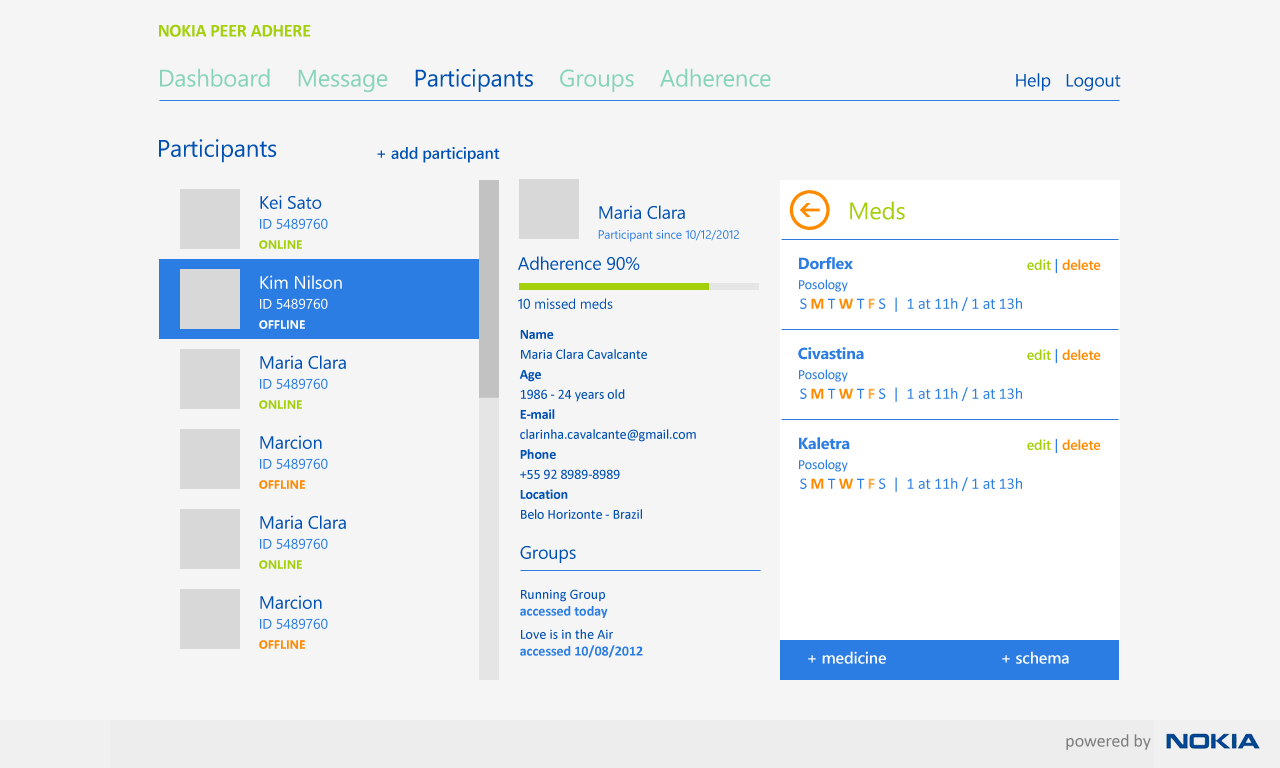 NOKIA PEER ADHERE
Dashboard Message Participants Groups Adherence Help Logout
Participants + add participant
Kei Sato
ID 5489760
ONLINE
Kim Nilson
ID 5489760
OFFLINE
Maria Clara
ID 5489760
ONLINE
Marcion
ID 5489760
OFFLINE
Maria Clara
ID 5489760
ONLINE
Marcion
ID 5489760
OFFLINE
Maria Clara
Participant since 10/12/2012
Adherence 90%
10 missed meds
Name
Maria Clara Cavalcante
Age
1986 - 24 years old
E-mail
clarinha.cavalcante@gmail.com
Phone
+55 92 8989-8989
Location
Belo Horizonte - Brazil
Groups
Running Group
accessed today
Love is in the Air
accessed 10/08/2012
Meds
Dorflex edit | delete
Posology
S M T W T F S | 1 at 11h / 1 at 13h
Civastina edit | delete
Posology
S M T W T F S | 1 at 11h / 1 at 13h
Kaletra edit | delete
Posology
S M T W T F S | 1 at 11h / 1 at 13h
+ medicine + schema
powered by NOKIA